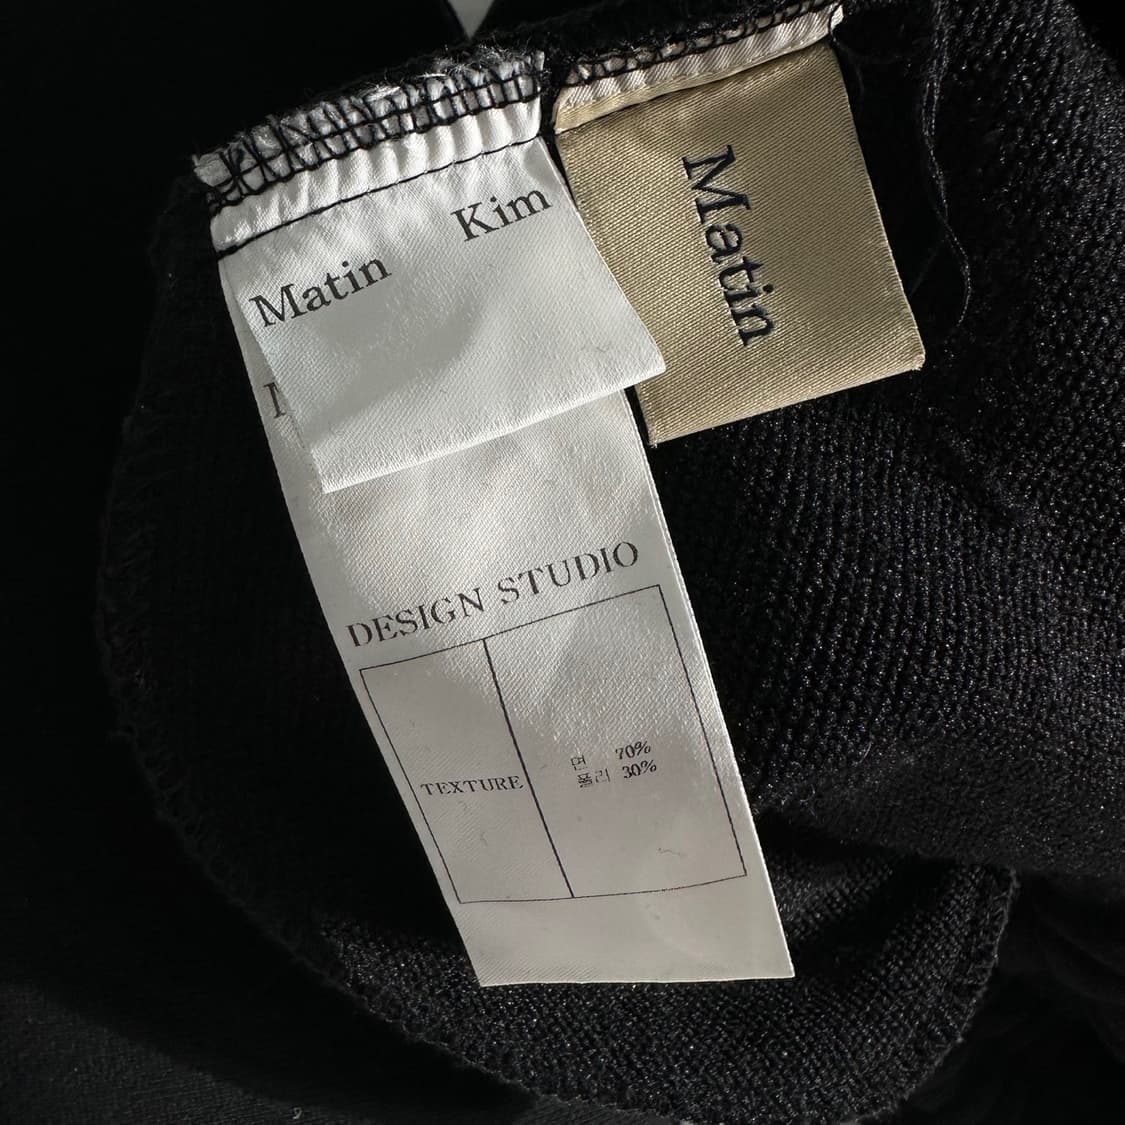 Matin Kim
Matin
DESIGN STUDIO
TEXTURE
면 70%
폴리 30%